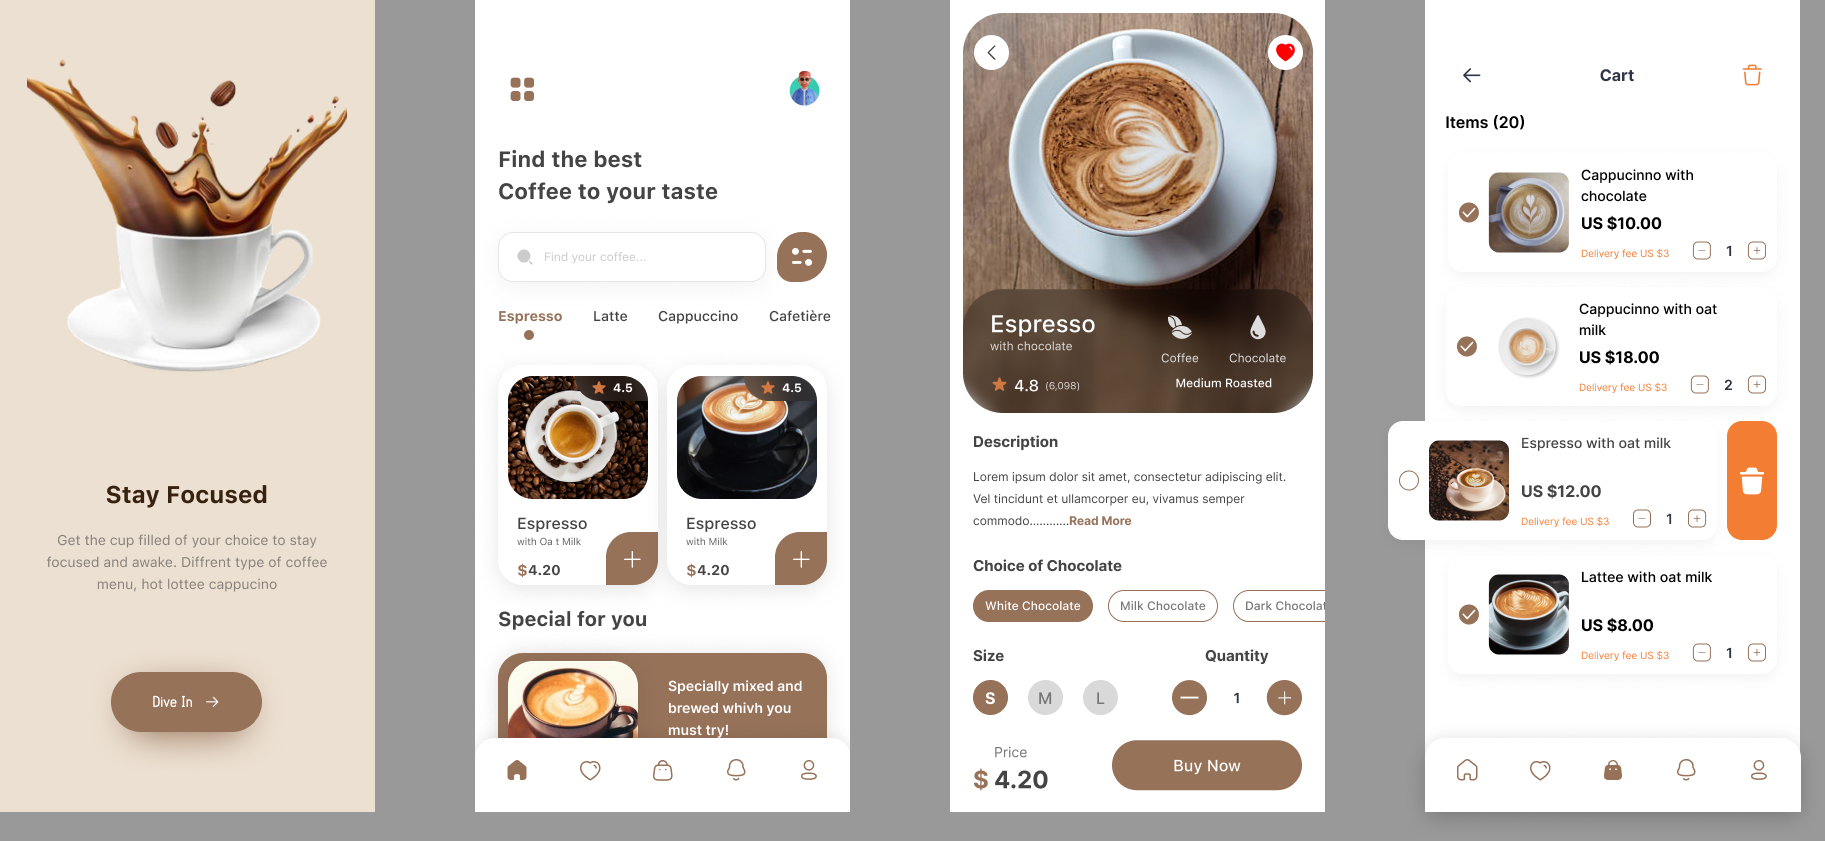 Stay Focused
Get the cup filled of your choice to stay
focused and awake. Diffrent type of coffee
menu, hot lottee cappucino
Dive In
Find the best
Coffee to your taste
Find your coffee...
Espresso
Latte
Cappuccino
Cafetière
4.5
4.5
Espresso
with Oa t Milk
$4.20
Espresso
with Milk
$4.20
Special for you
Specially mixed and
brewed whivh you
must try!
Espresso
with chocolate
4.8 (6,098)
Coffee
Chocolate
Medium Roasted
Description
Lorem ipsum dolor sit amet, consectetur adipiscing elit.
Vel tincidunt et ullamcorper eu, vivamus semper
commodo............Read More
Choice of Chocolate
White Chocolate
Milk Chocolate
Dark Chocolat
Size
Quantity
S
M
L
1
Price
$ 4.20
Buy Now
Cart
Items (20)
Cappucinno with
chocolate
US $10.00
Delivery fee US $3
1
Cappucinno with oat
milk
US $18.00
Delivery fee US $3
2
Espresso with oat milk
US $12.00
Delivery fee US $3
1
Lattee with oat milk
US $8.00
Delivery fee US $3
1